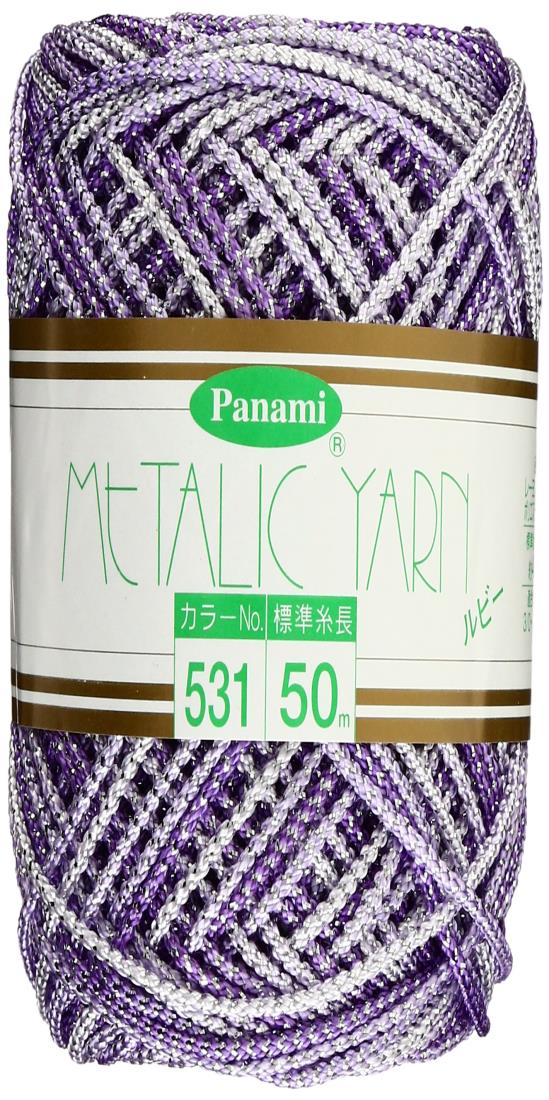 Panami
®
METALIC YARN
ルビー
カラーNo. 標準糸長
531 50m